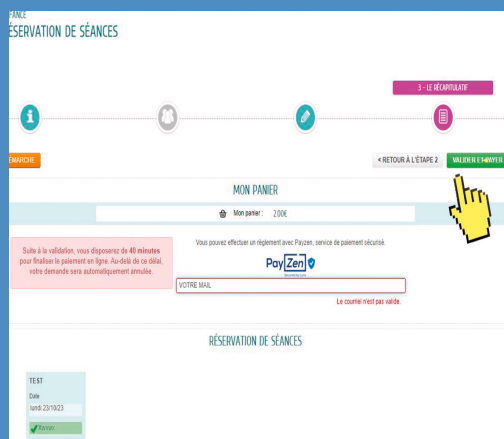 FANCE
ÉSERVATION DE SÉANCES
3 - LE RÉCAPITULATIF
ÉMARCHE
< RETOUR À L'ÉTAPE 2
VALIDER ET PAYER
MON PANIER
Mon panier : 2.00€
Suite à la validation, vous disposerez de 40 minutes
pour finaliser le paiement en ligne. Au-delà de ce délai,
votre demande sera automatiquement annulée.
Vous pouvez effectuer un règlement avec Payzen, service de paiement sécurisé.
PayZen
VOTRE MAIL
Le courriel n'est pas valide.
RÉSERVATION DE SÉANCES
TEST
Date
lundi 23/10/23